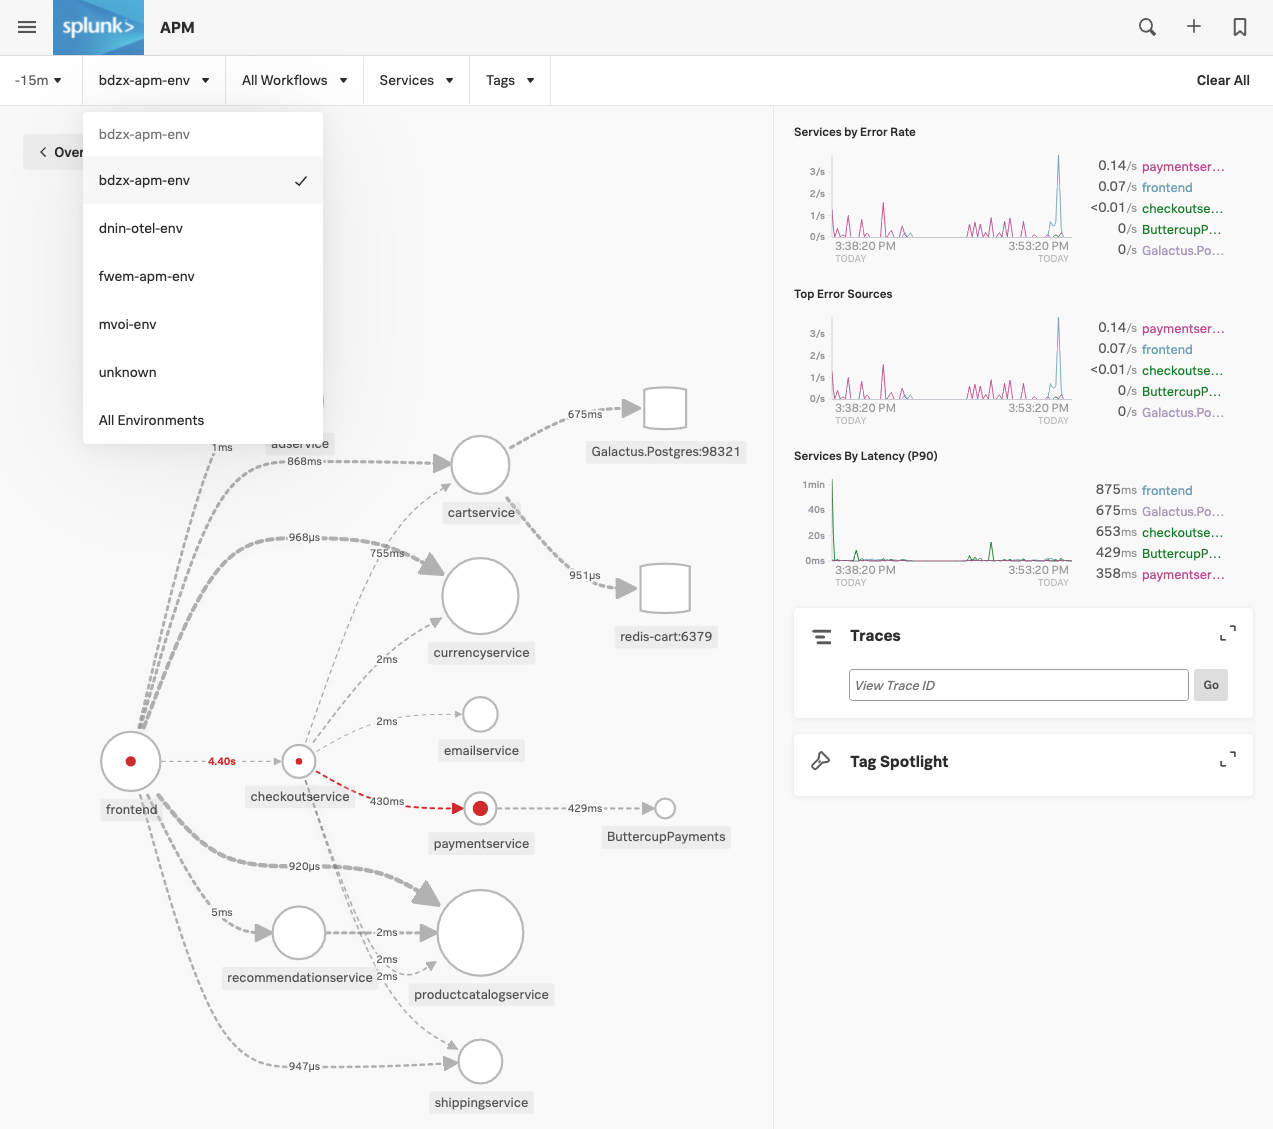 splunk> APM
-15m bdzx-apm-env All Workflows Services Tags Clear All
bdzx-apm-env
bdzx-apm-env
dnin-otel-env
fwem-apm-env
mvoi-env
unknown
All Environments
Over
1ms
adservice
868ms
675ms
Galactus.Postgres:98321
cartservice
968µs
755ms
951µs
redis-cart:6379
currencyservice
2ms
2ms
emailservice
4.40s
frontend
checkoutservice
430ms
paymentservice
429ms
ButtercupPayments
920µs
5ms
2ms
2ms
recommendationservice
2ms
productcatalogservice
947µs
shippingservice
Services by Error Rate
3/s
2/s
1/s
0/s
3:38:20 PM 3:53:20 PM
TODAY TODAY
0.14/s paymentser...
0.07/s frontend
<0.01/s checkoutse...
0/s ButtercupP...
0/s Galactus.Po...
Top Error Sources
3/s
2/s
1/s
0/s
3:38:20 PM 3:53:20 PM
TODAY TODAY
0.14/s paymentser...
0.07/s frontend
<0.01/s checkoutse...
0/s ButtercupP...
0/s Galactus.Po...
Services By Latency (P90)
1min
40s
20s
0ms
3:38:20 PM 3:53:20 PM
TODAY TODAY
875ms frontend
675ms Galactus.Po...
653ms checkoutse...
429ms ButtercupP...
358ms paymentser...
Traces
View Trace ID Go
Tag Spotlight